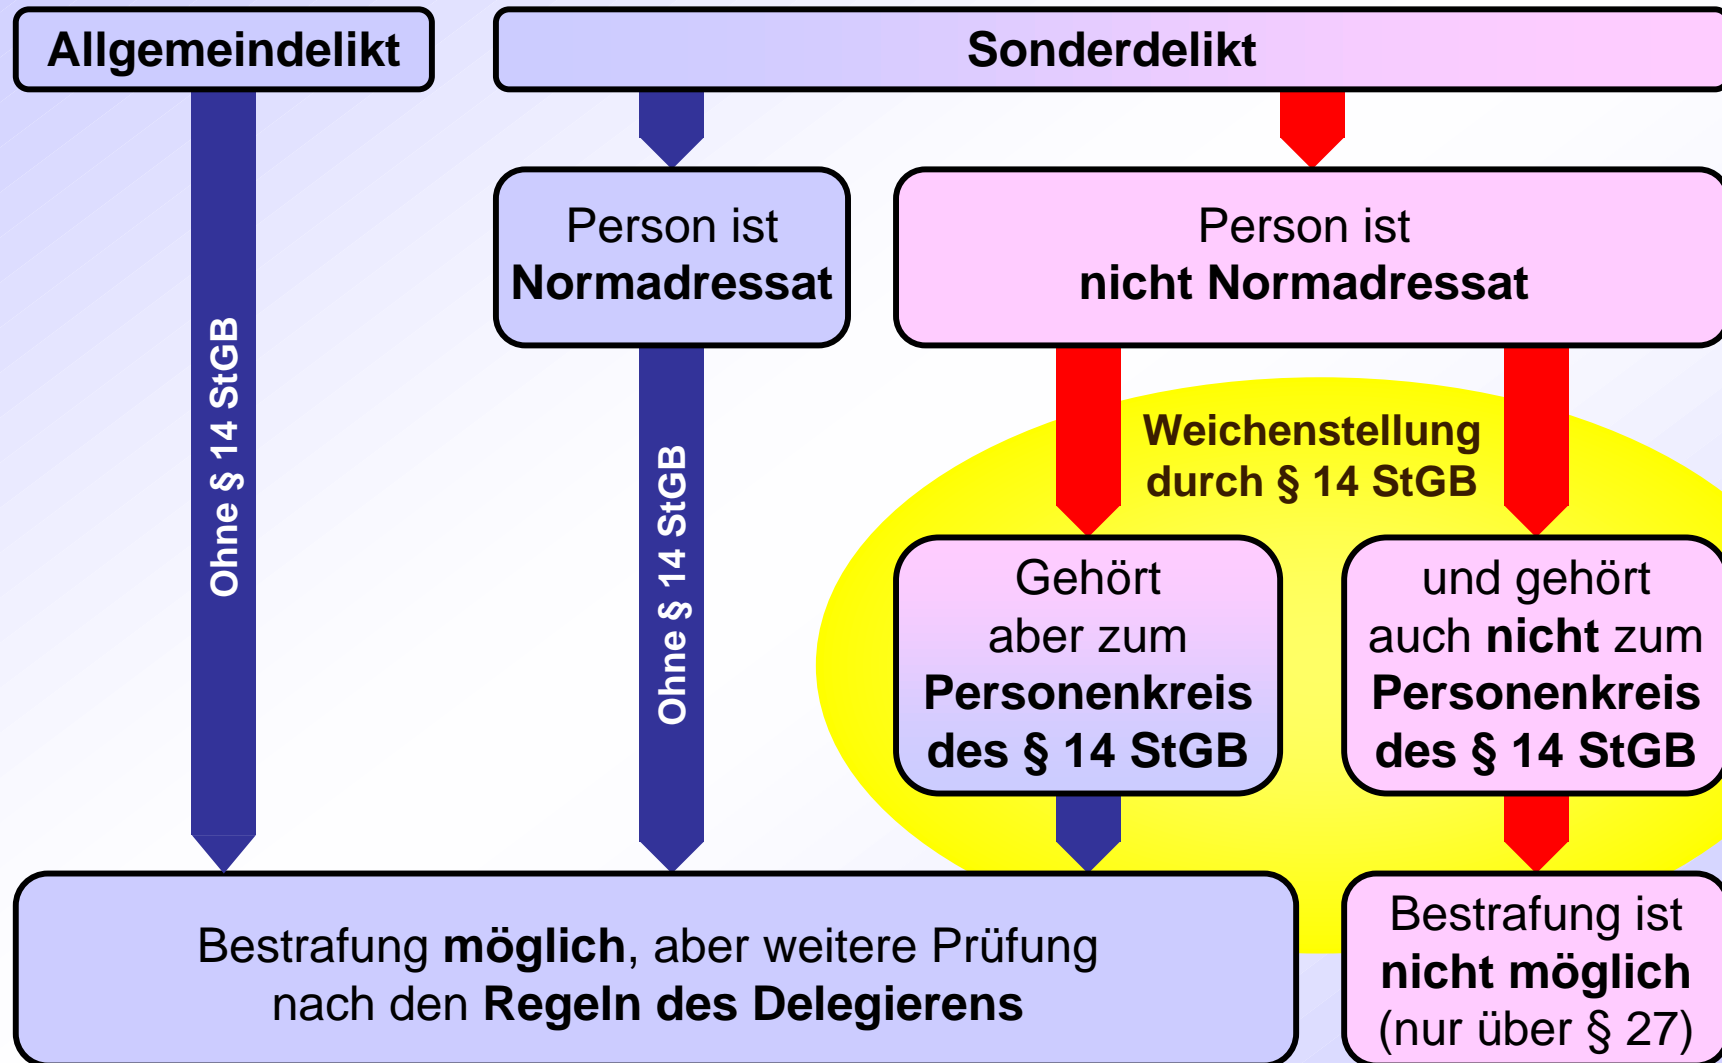 Allgemeindelikt
Sonderdelikt
Person ist
Normadressat
Person ist
nicht Normadressat
Ohne § 14 StGB
Ohne § 14 StGB
Weichenstellung
durch § 14 StGB
Gehört
aber zum
Personenkreis
des § 14 StGB
und gehört
auch nicht zum
Personenkreis
des § 14 StGB
Bestrafung möglich, aber weitere Prüfung
nach den Regeln des Delegierens
Bestrafung ist
nicht möglich
(nur über § 27)